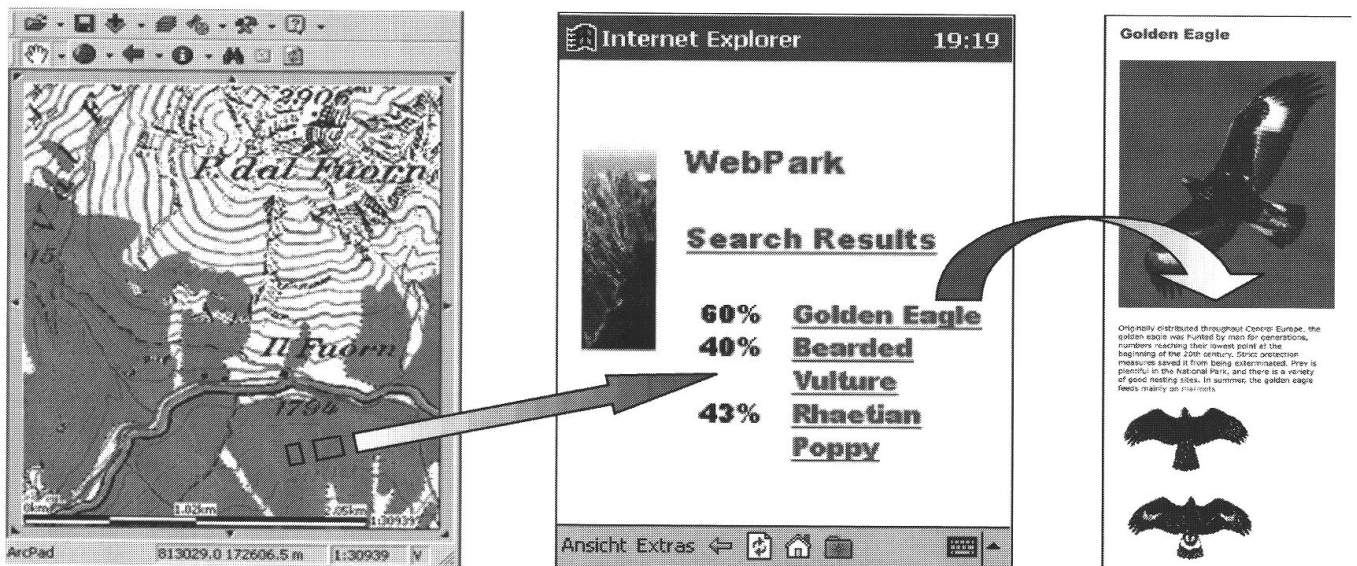 2906
P. dal Fuorn
15
Il Fuorn
1794
0km 1.02km 2.05km
1:30939
ArcPad 813029.0 172606.5 m 1:30939 V
Internet Explorer 19:19
WebPark
Search Results
60% Golden Eagle
40% Bearded
Vulture
43% Rhaetian
Poppy
Ansicht Extras
Golden Eagle
Originally distributed throughout Central Europe, the
golden eagle was hunted by man for generations,
numbers reaching their lowest point at the
beginning of the 20th century. Strict protection
measures saved it from being exterminated. Prey is
plentiful in the National Park, and there is a variety
of good nesting sites. In summer, the golden eagle
feeds mainly on marmots